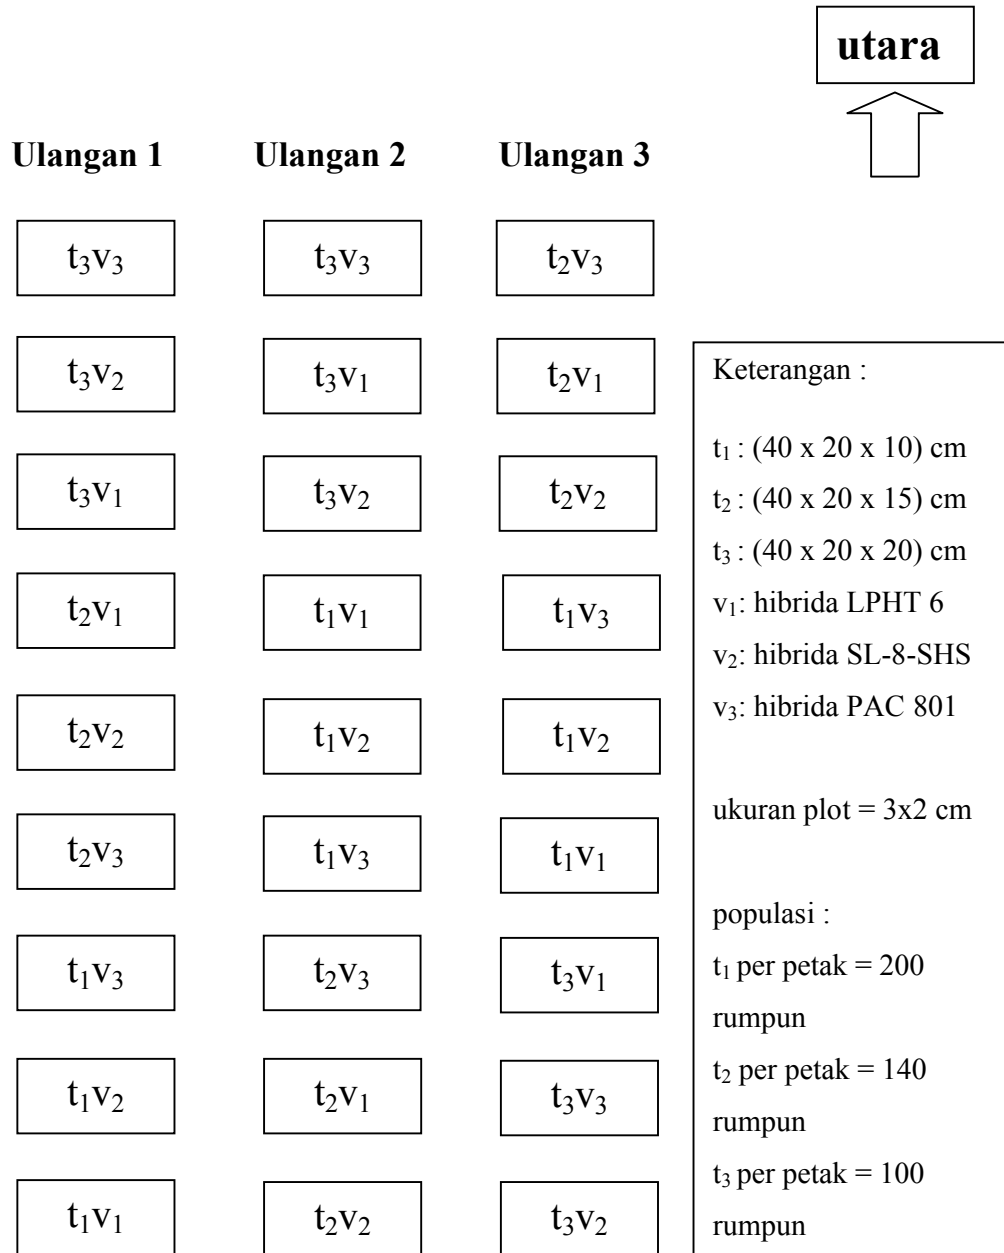 utara
Ulangan 1 Ulangan 2 Ulangan 3
t₃v₃ t₃v₃ t₂v₃
t₃v₂ t₃v₁ t₂v₁
t₃v₁ t₃v₂ t₂v₂
t₂v₁ t₁v₁ t₁v₃
t₂v₂ t₁v₂ t₁v₂
t₂v₃ t₁v₃ t₁v₁
t₁v₃ t₂v₃ t₃v₁
t₁v₂ t₂v₁ t₃v₃
t₁v₁ t₂v₂ t₃v₂
Keterangan :
t₁ : (40 x 20 x 10) cm
t₂ : (40 x 20 x 15) cm
t₃ : (40 x 20 x 20) cm
v₁: hibrida LPHT 6
v₂: hibrida SL-8-SHS
v₃: hibrida PAC 801
ukuran plot = 3x2 cm
populasi :
t₁ per petak = 200
rumpun
t₂ per petak = 140
rumpun
t₃ per petak = 100
rumpun